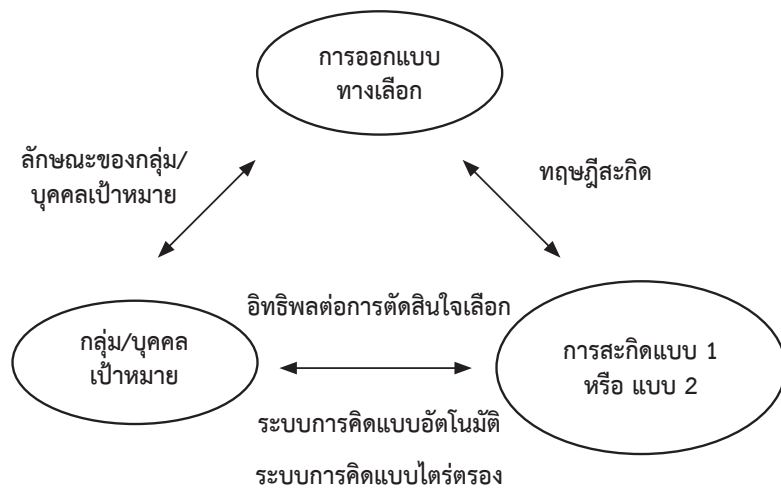 การออกแบบ
ทางเลือก
ลักษณะของกลุ่ม/
บุคคลเป้าหมาย
ทฤษฎีสะกิด
อิทธิพลต่อการตัดสินใจเลือก
กลุ่ม/บุคคล
เป้าหมาย
การสะกิดแบบ 1
หรือ แบบ 2
ระบบการคิดแบบอัตโนมัติ
ระบบการคิดแบบไตร่ตรอง